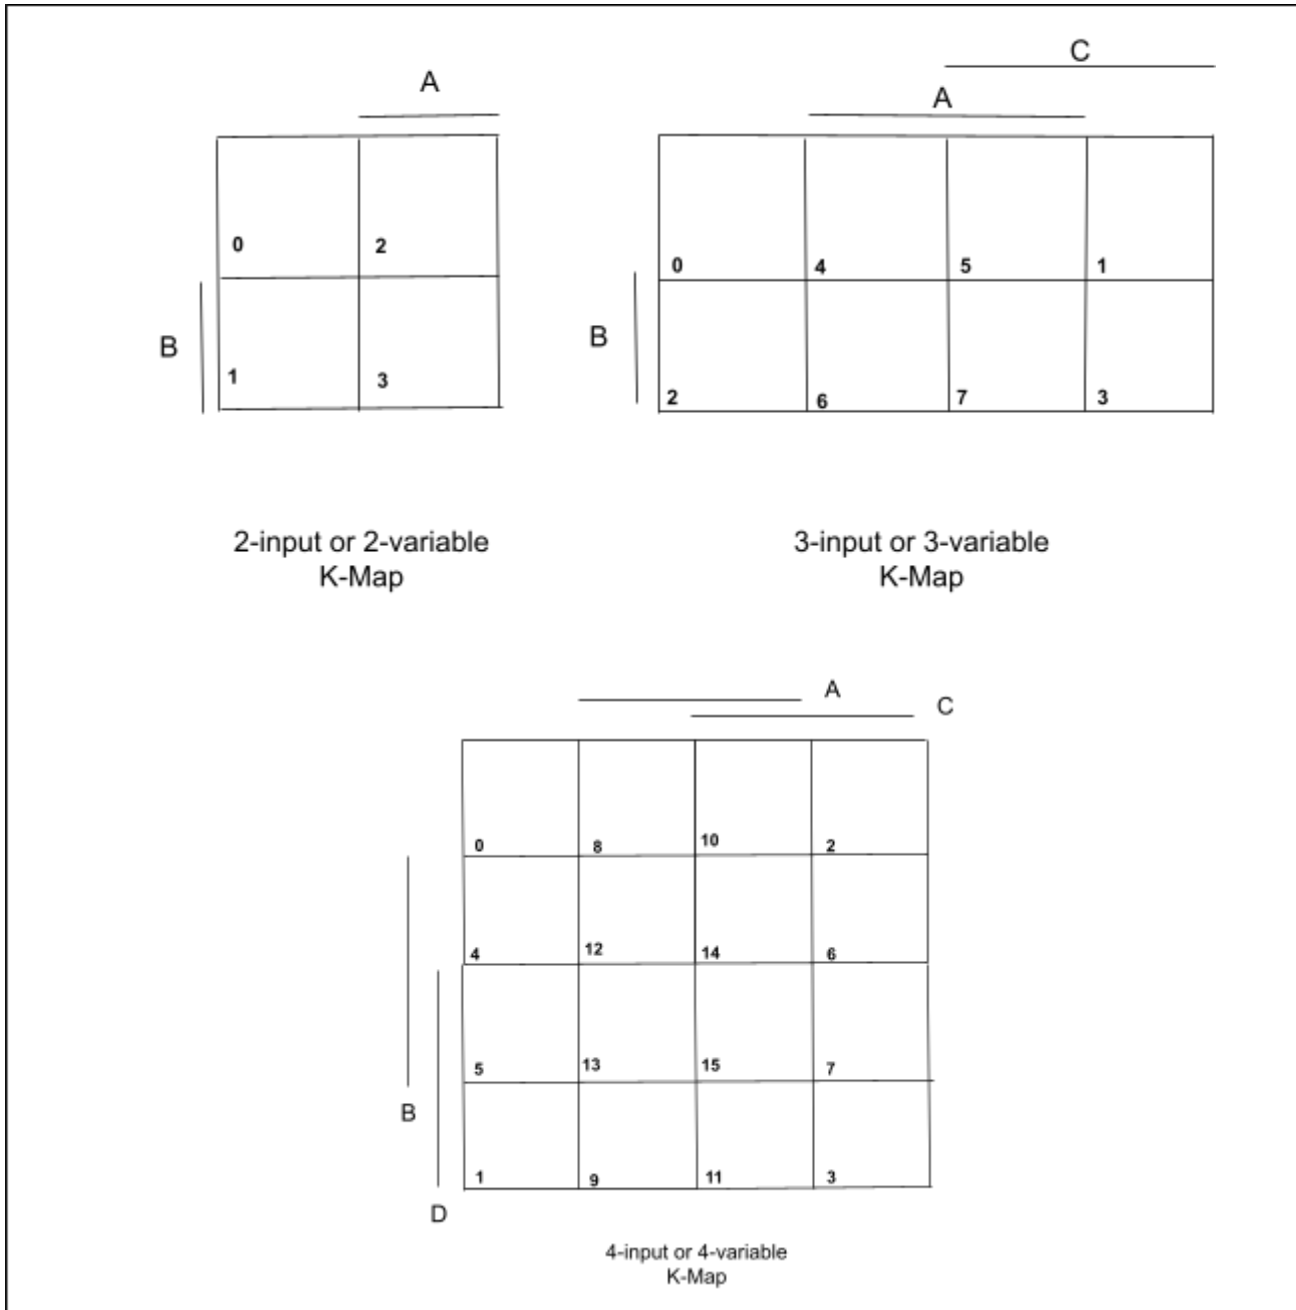 A
0 2
B
1 3
2-input or 2-variable
K-Map
C
A
0 4 5 1
B
2 6 7 3
3-input or 3-variable
K-Map
A
C
0 8 10 2
4 12 14 6
5 13 15 7
B
1 9 11 3
D
4-input or 4-variable
K-Map